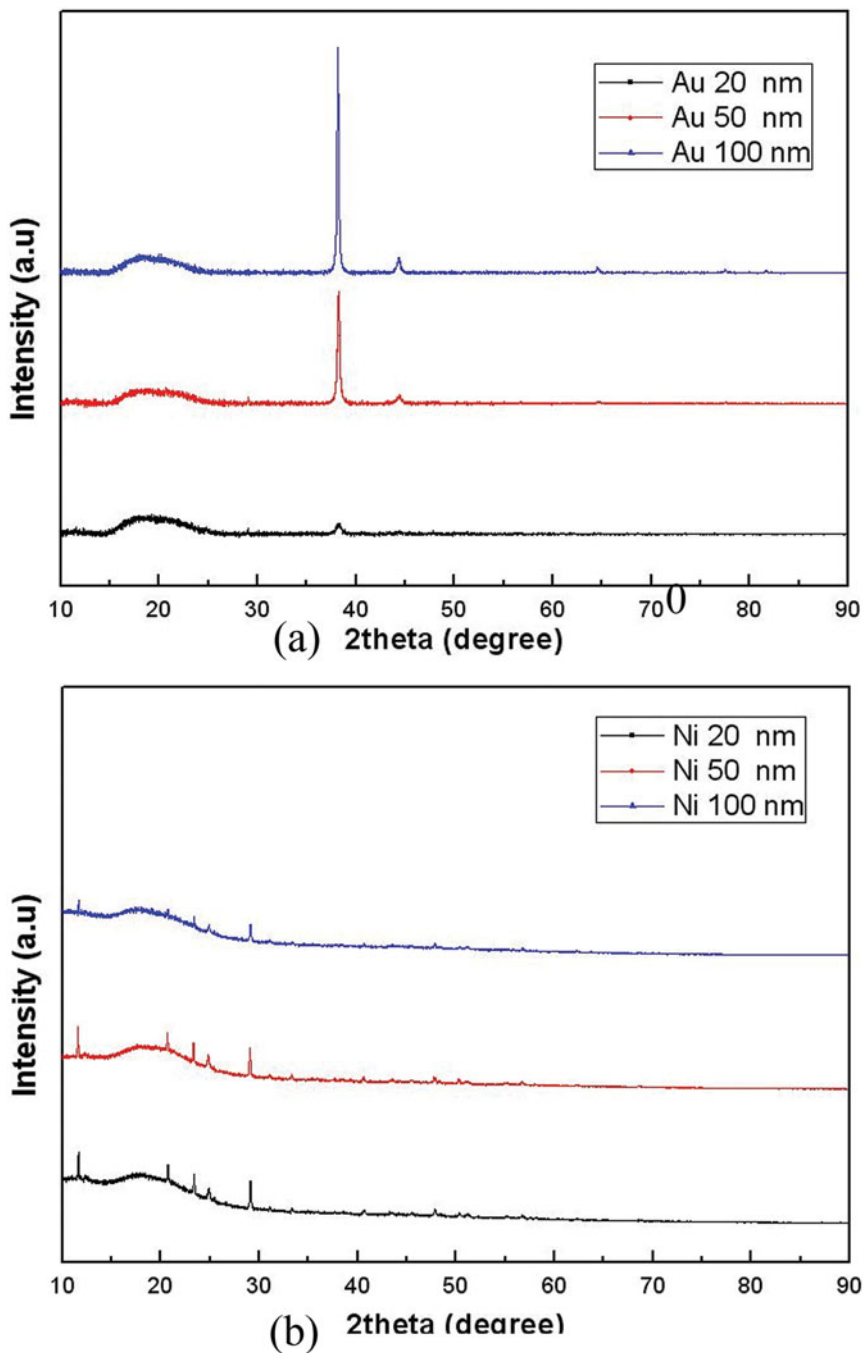 Au 20 nm
Au 50 nm
Au 100 nm
Intensity (a.u)
10 20 30 40 50 60 70 80 90
0
(a) 2theta (degree)
Ni 20 nm
Ni 50 nm
Ni 100 nm
Intensity (a.u)
10 20 30 40 50 60 70 80 90
(b) 2theta (degree)